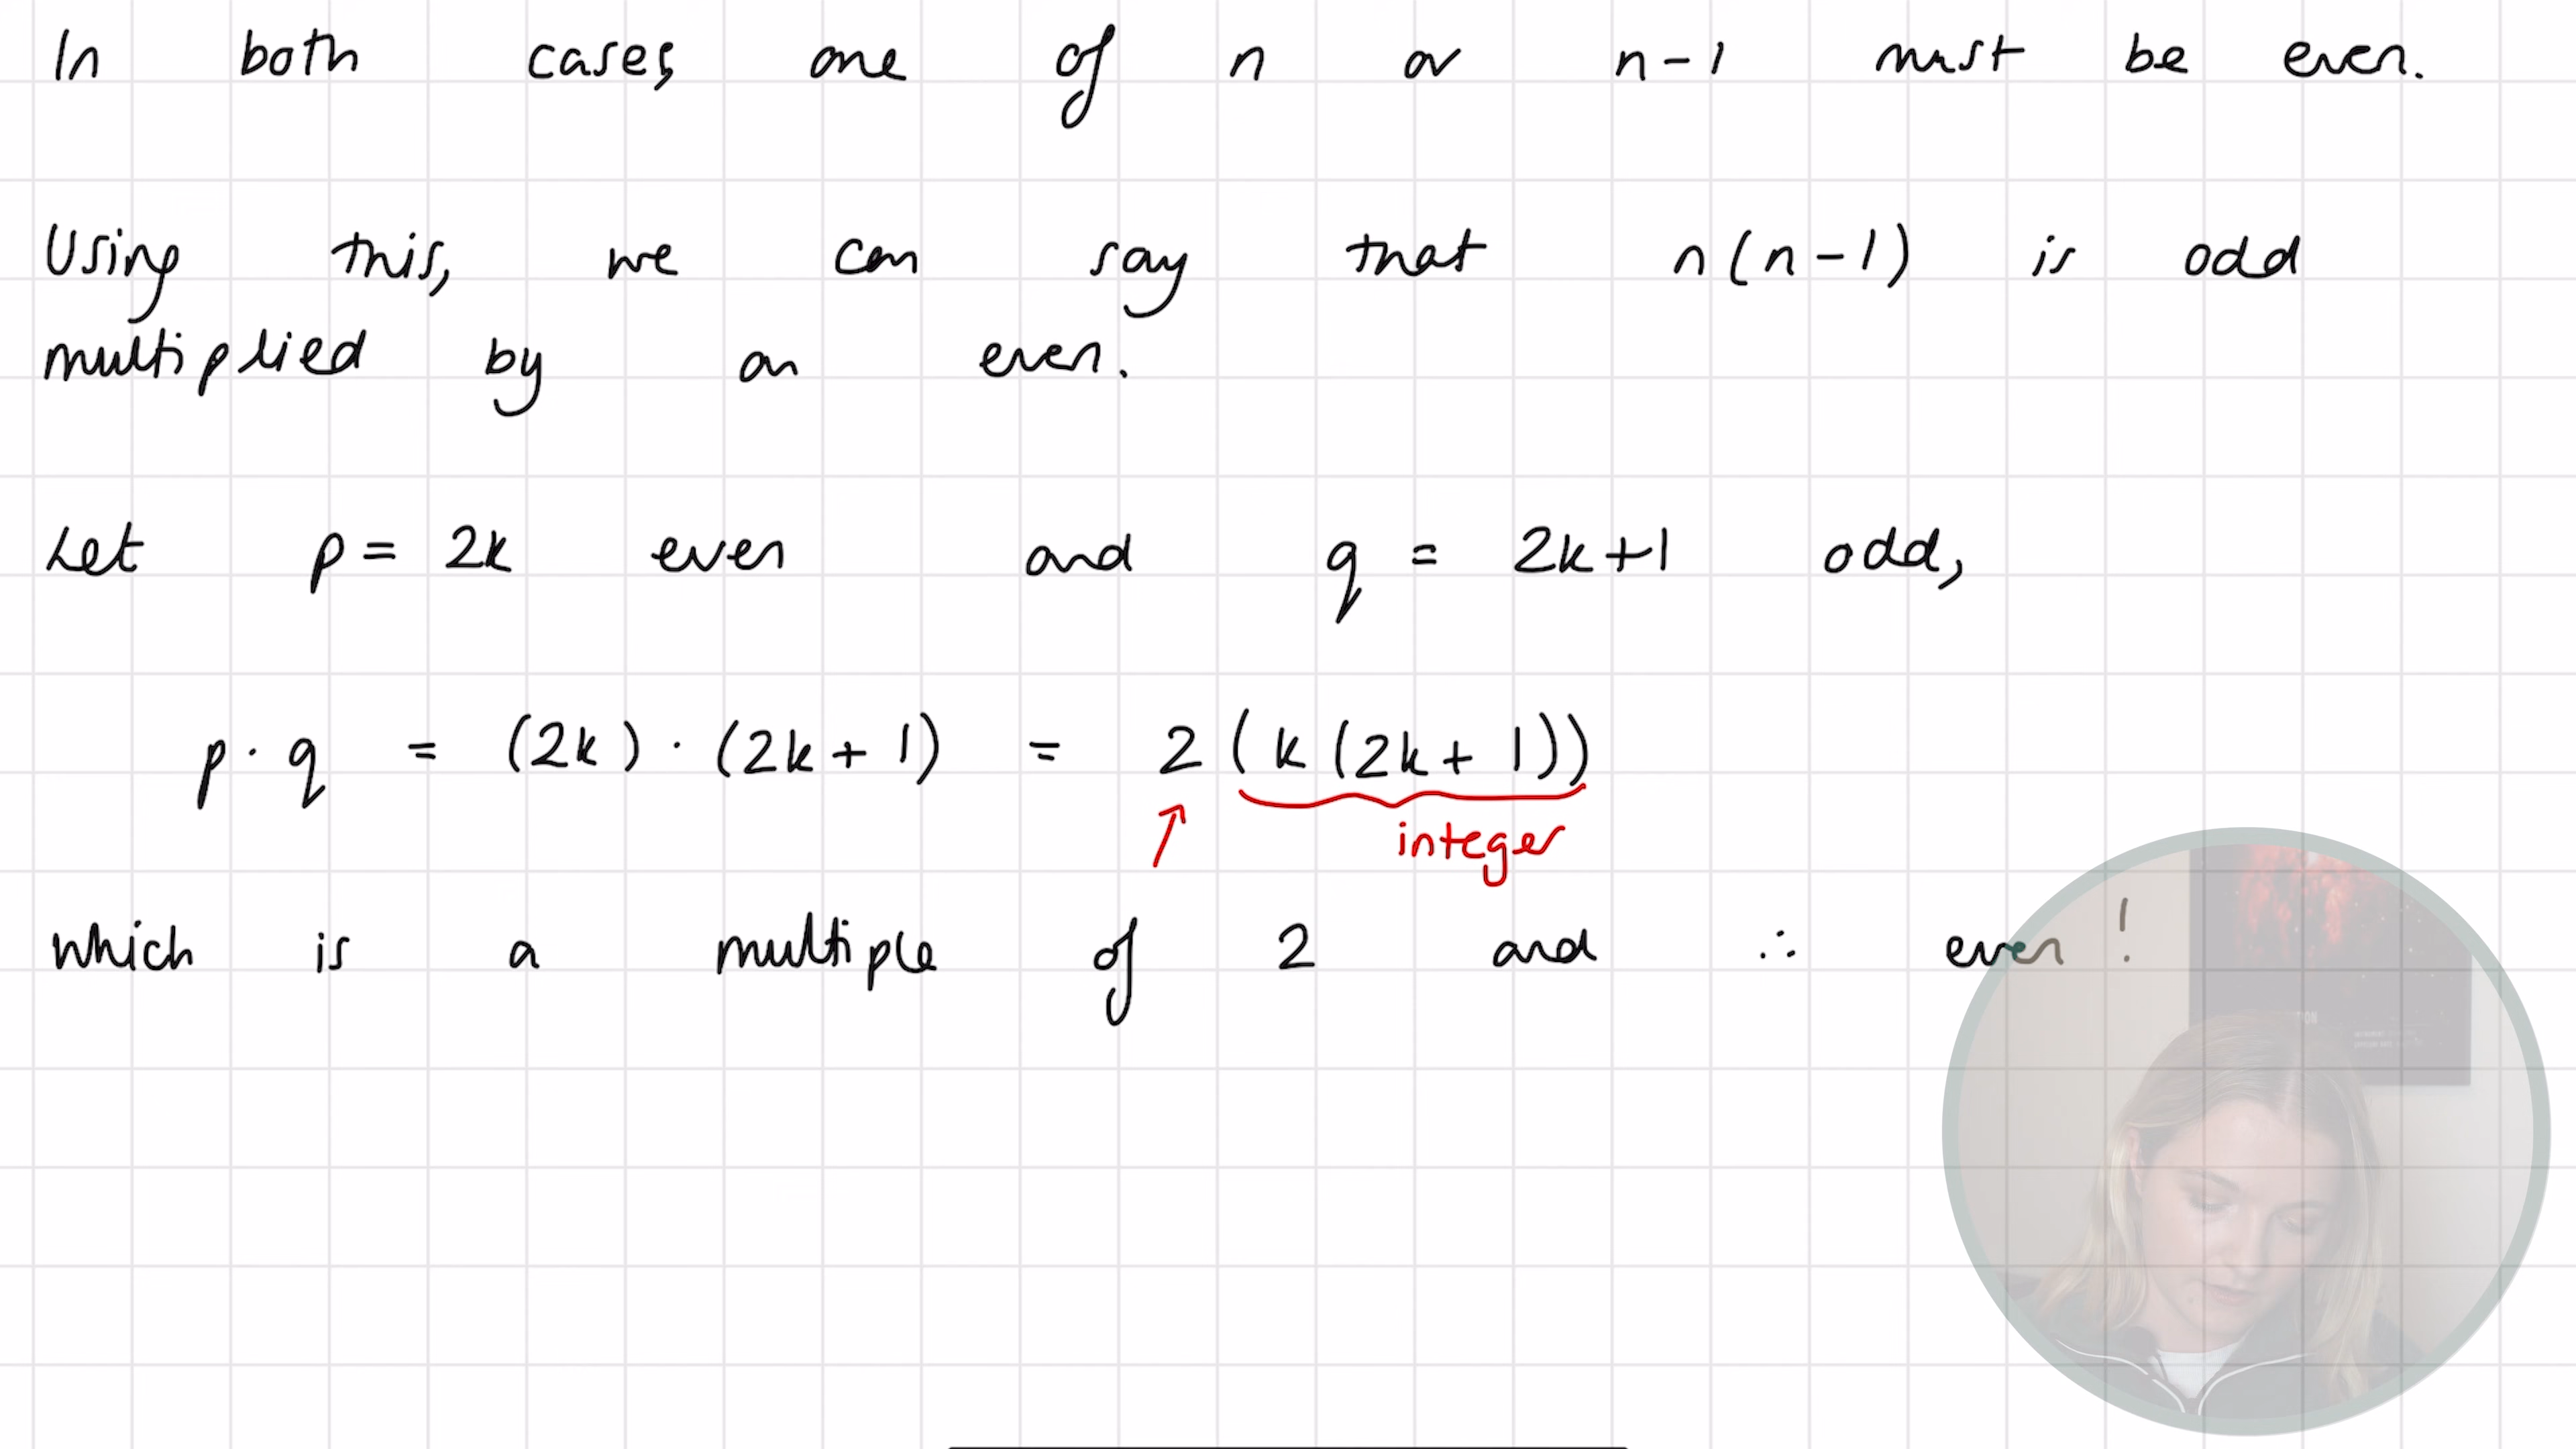 In both cases, one of n or n-1 must be even.
Using this, we can say that n(n-1) is odd
multiplied by an even.
Let p = 2k even and q = 2k+1 odd,
p · q = (2k) · (2k + 1) = 2 (k (2k + 1))
integer
which is a multiple of 2 and ∴ even!